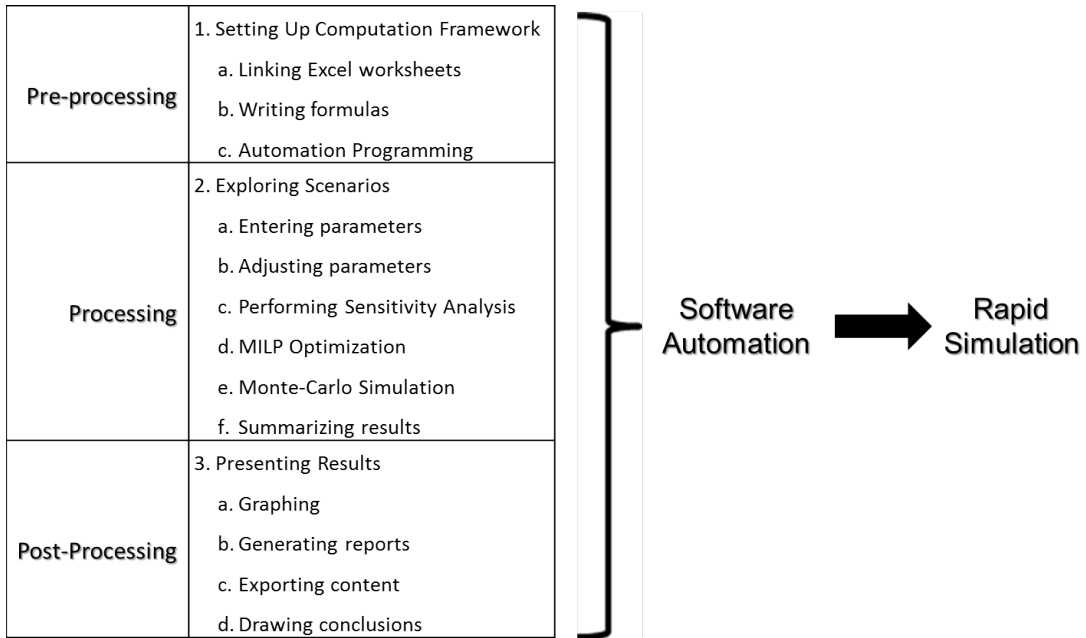 Pre-processing
1. Setting Up Computation Framework
a. Linking Excel worksheets
b. Writing formulas
c. Automation Programming
Processing
2. Exploring Scenarios
a. Entering parameters
b. Adjusting parameters
c. Performing Sensitivity Analysis
d. MILP Optimization
e. Monte-Carlo Simulation
f. Summarizing results
Post-Processing
3. Presenting Results
a. Graphing
b. Generating reports
c. Exporting content
d. Drawing conclusions
Software
Automation
Rapid
Simulation